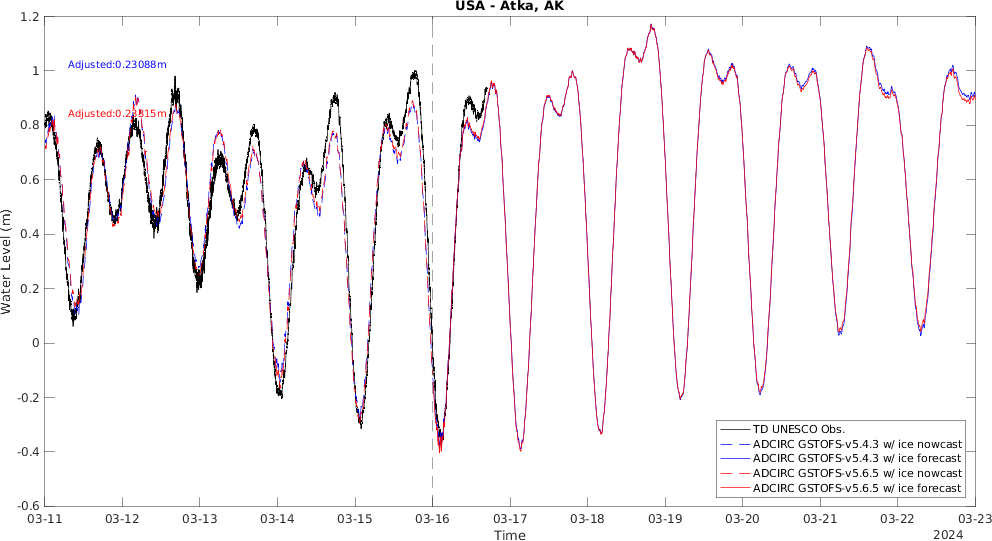 USA - Atka, AK
Adjusted:0.23088m
Adjusted:0.23315m
Water Level (m)
1.2
1
0.8
0.6
0.4
0.2
0
-0.2
-0.4
-0.6
TD UNESCO Obs.
ADCIRC GSTOFS-v5.4.3 w/ ice nowcast
ADCIRC GSTOFS-v5.4.3 w/ ice forecast
ADCIRC GSTOFS-v5.6.5 w/ ice nowcast
ADCIRC GSTOFS-v5.6.5 w/ ice forecast
03-11 03-12 03-13 03-14 03-15 03-16 03-17 03-18 03-19 03-20 03-21 03-22 03-23
Time
2024